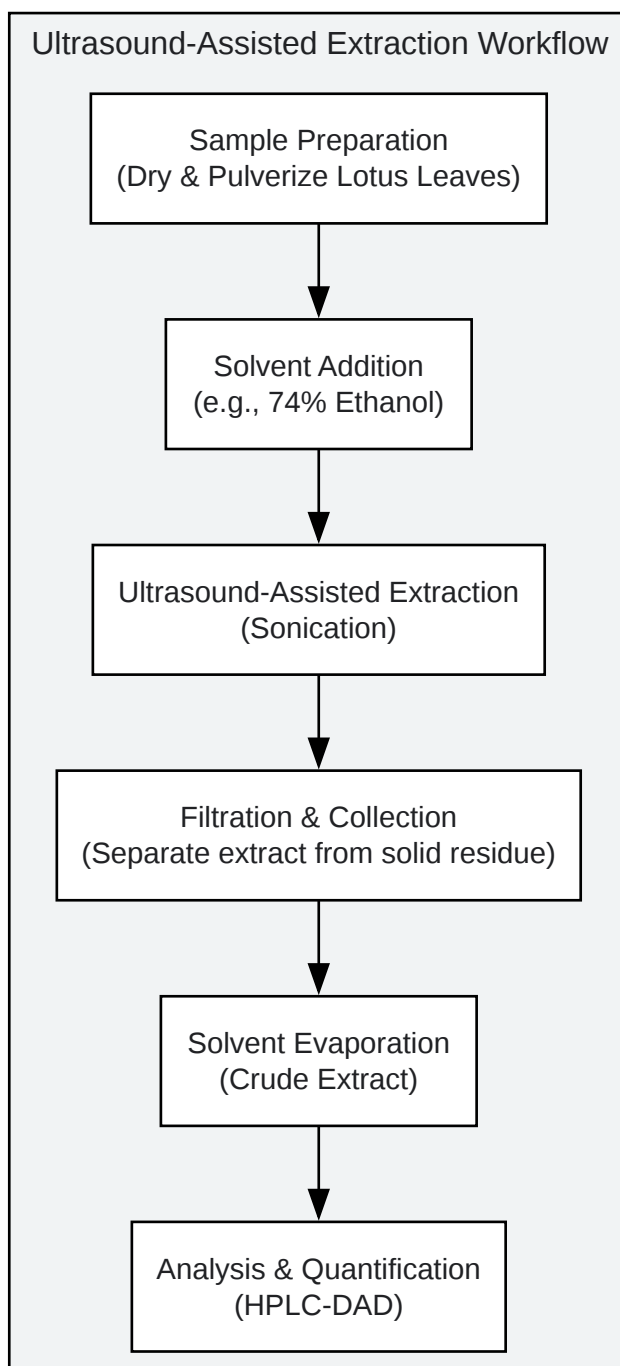 Ultrasound-Assisted Extraction Workflow
Sample Preparation
(Dry & Pulverize Lotus Leaves)
Solvent Addition
(e.g., 74% Ethanol)
Ultrasound-Assisted Extraction
(Sonication)
Filtration & Collection
(Separate extract from solid residue)
Solvent Evaporation
(Crude Extract)
Analysis & Quantification
(HPLC-DAD)